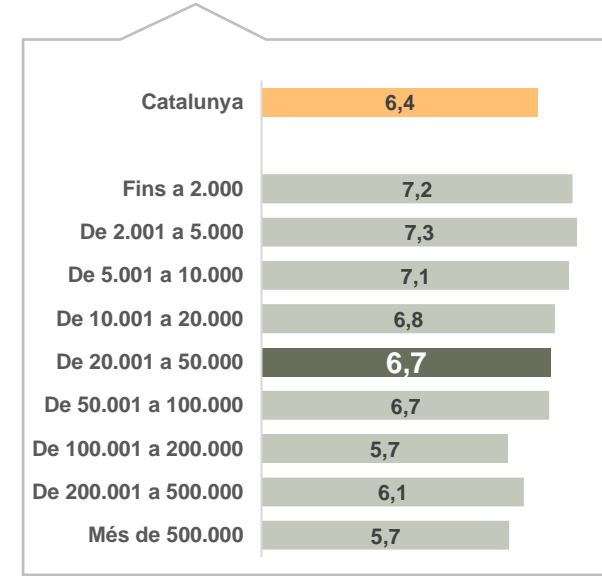 Catalunya 6,4
Fins a 2.000 7,2
De 2.001 a 5.000 7,3
De 5.001 a 10.000 7,1
De 10.001 a 20.000 6,8
De 20.001 a 50.000 6,7
De 50.001 a 100.000 6,7
De 100.001 a 200.000 5,7
De 200.001 a 500.000 6,1
Més de 500.000 5,7